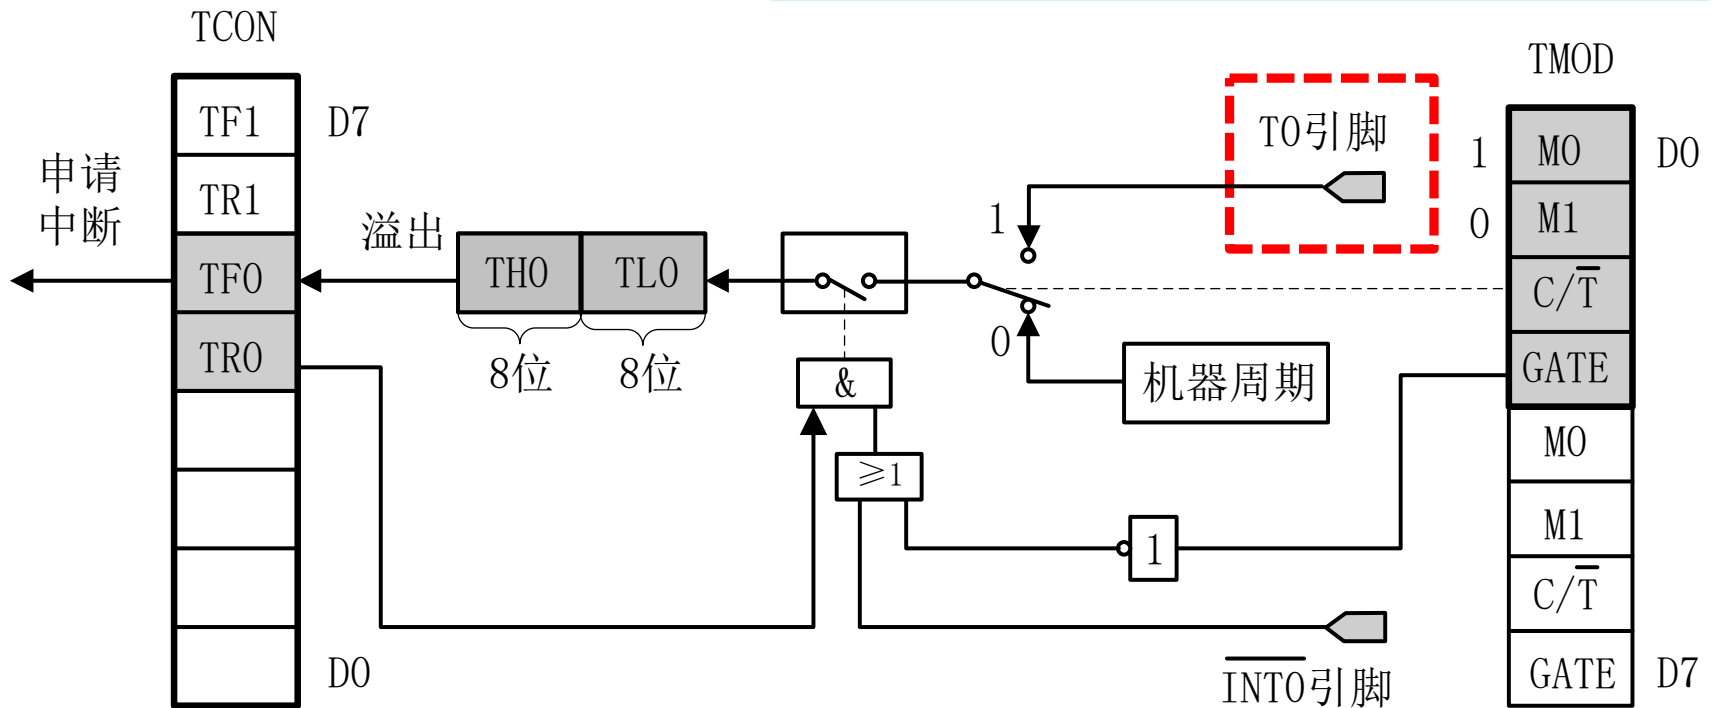 TCON
TF1
D7
TR1
TF0
TR0
D0
申请
中断
溢出
TH0
TL0
8位
8位
&
≥1
1
0
T0引脚
机器周期
1
INT0引脚
TMOD
1
M0
D0
0
M1
C/T
GATE
M0
M1
C/T
GATE
D7